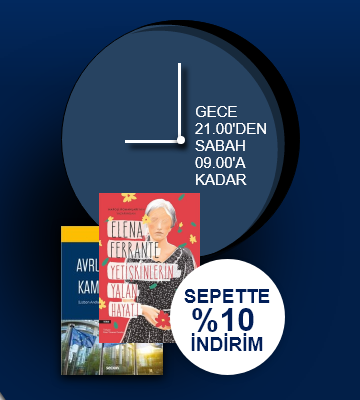 GECE
21.00'DEN
SABAH
09.00'A
KADAR
ELENA
FERRANTE
YETİŞKİNLERİN
YALAN
HAYATI
AVRU
KAM
SEPETTE
%10
İNDİRİM